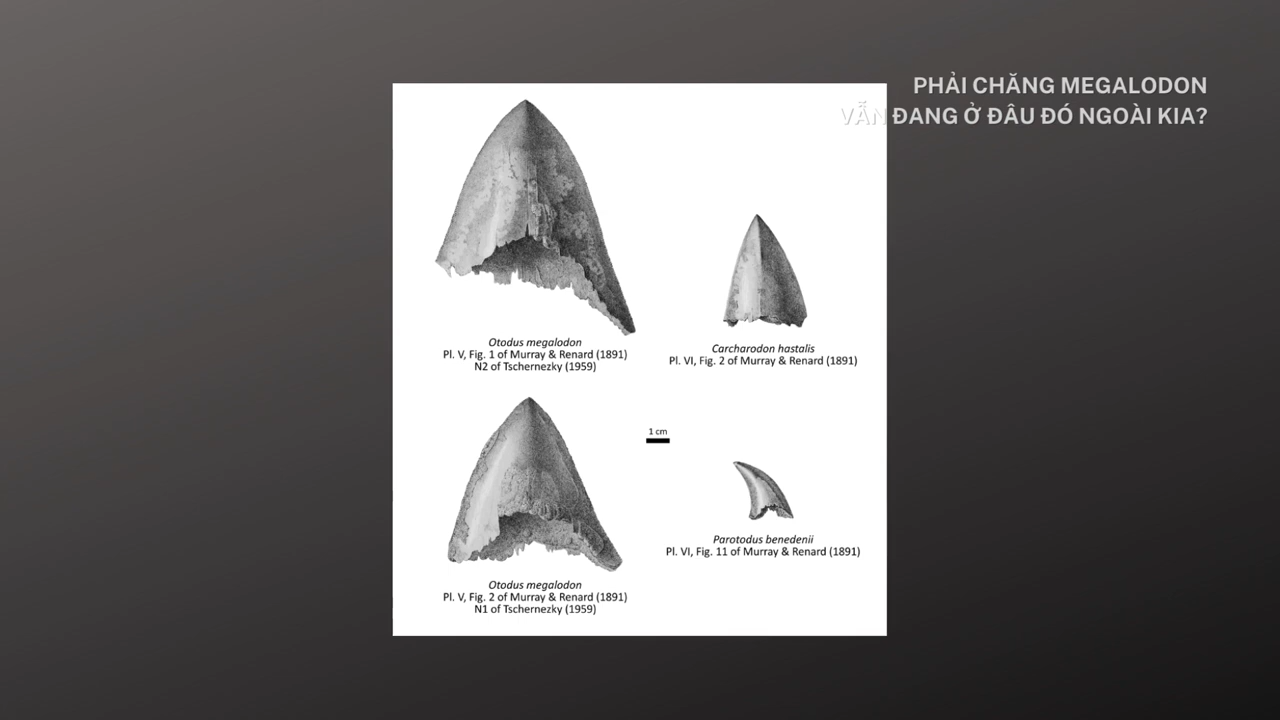 PHẢI CHĂNG MEGALODON
VẪN ĐANG Ở ĐÂU ĐÓ NGOÀI KIA?
Otodus megalodon
Pl. V, Fig. 1 of Murray & Renard (1891)
N2 of Tschernezky (1959)
Carcharodon hastalis
Pl. VI, Fig. 2 of Murray & Renard (1891)
1 cm
Otodus megalodon
Pl. V, Fig. 2 of Murray & Renard (1891)
N1 of Tschernezky (1959)
Parotodus benedenii
Pl. VI, Fig. 11 of Murray & Renard (1891)